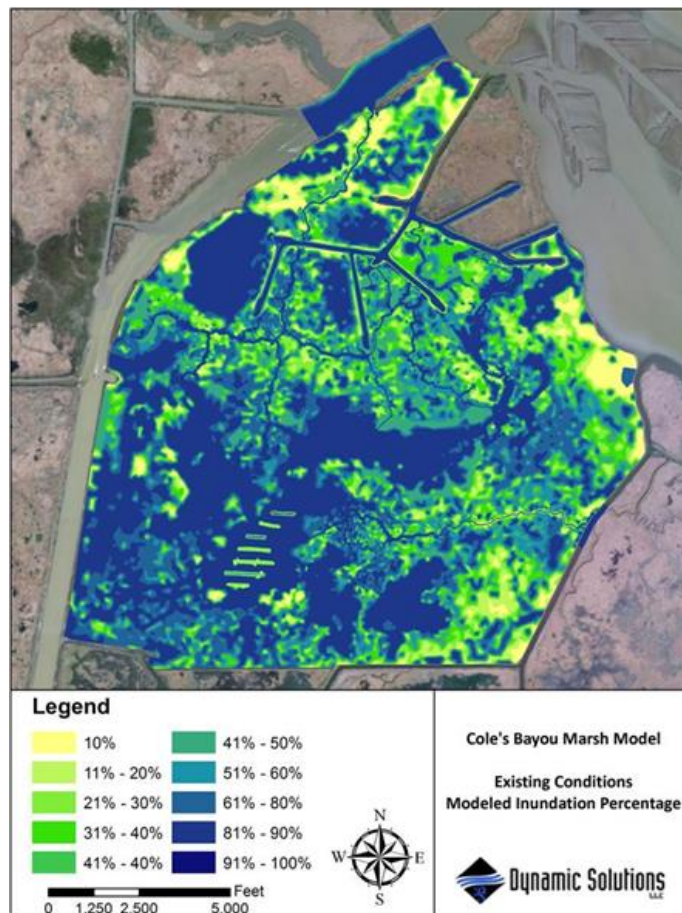 Legend
10%
11% - 20%
21% - 30%
31% - 40%
41% - 40%
41% - 50%
51% - 60%
61% - 80%
81% - 90%
91% - 100%
Feet
0 1,250 2,500 5,000
N
W E
S
Cole's Bayou Marsh Model
Existing Conditions
Modeled Inundation Percentage
Dynamic Solutions
LLC